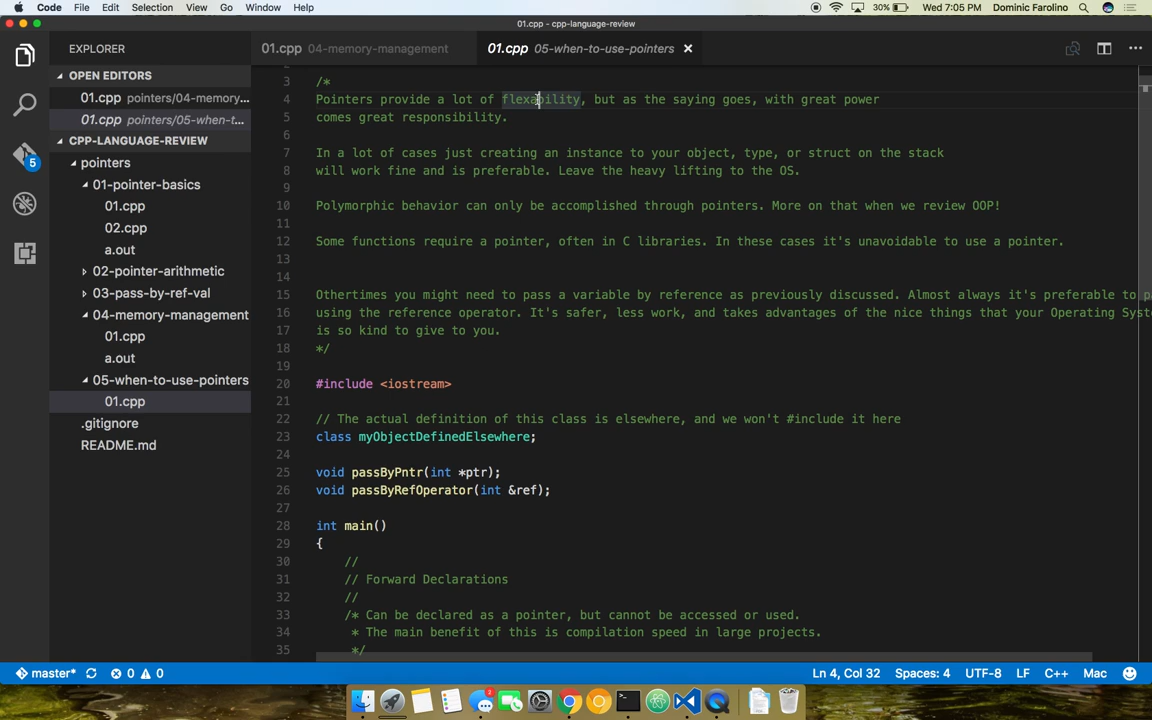 Code File Edit Selection View Go Window Help 30% Wed 7:05 PM Dominic Farolino
01.cpp - cpp-language-review
EXPLORER
01.cpp 04-memory-management
01.cpp 05-when-to-use-pointers
OPEN EDITORS
01.cpp pointers/04-memory...
01.cpp pointers/05-when-t...
CPP-LANGUAGE-REVIEW
pointers
01-pointer-basics
01.cpp
02.cpp
a.out
02-pointer-arithmetic
03-pass-by-ref-val
04-memory-management
01.cpp
a.out
05-when-to-use-pointers
01.cpp
.gitignore
README.md
5
3 /*
4 Pointers provide a lot of flexability, but as the saying goes, with great power
5 comes great responsibility.
6
7 In a lot of cases just creating an instance to your object, type, or struct on the stack
8 will work fine and is preferable. Leave the heavy lifting to the OS.
9
10 Polymorphic behavior can only be accomplished through pointers. More on that when we review OOP!
11
12 Some functions require a pointer, often in C libraries. In these cases it's unavoidable to use a pointer.
13
14
15 Othertimes you might need to pass a variable by reference as previously discussed. Almost always it's preferable to
16 using the reference operator. It's safer, less work, and takes advantages of the nice things that your Operating Syst
17 is so kind to give to you.
18 */
19
20 #include <iostream>
21
22 // The actual definition of this class is elsewhere, and we won't #include it here
23 class myObjectDefinedElsewhere;
24
25 void passByPntr(int *ptr);
26 void passByRefOperator(int &ref);
27
28 int main()
29 {
30 //
31 // Forward Declarations
32 //
33 /* Can be declared as a pointer, but cannot be accessed or used.
34 * The main benefit of this is compilation speed in large projects.
35 */
master* 0 0 Ln 4, Col 32 Spaces: 4 UTF-8 LF C++ Mac
3